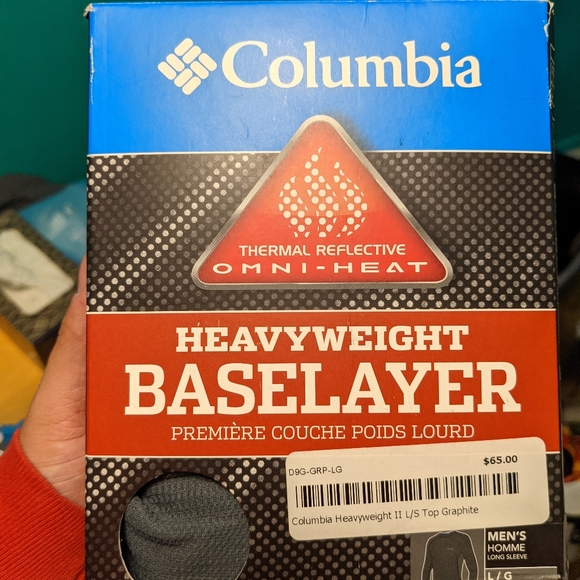 Columbia
THERMAL REFLECTIVE
OMNI-HEAT
HEAVYWEIGHT
BASELAYER
PREMIÈRE COUCHE POIDS LOURD
D9G-GRP-LG $65.00
Columbia Heavyweight II L/S Top Graphite
MEN'S
HOMME
LONG SLEEVE
L / G